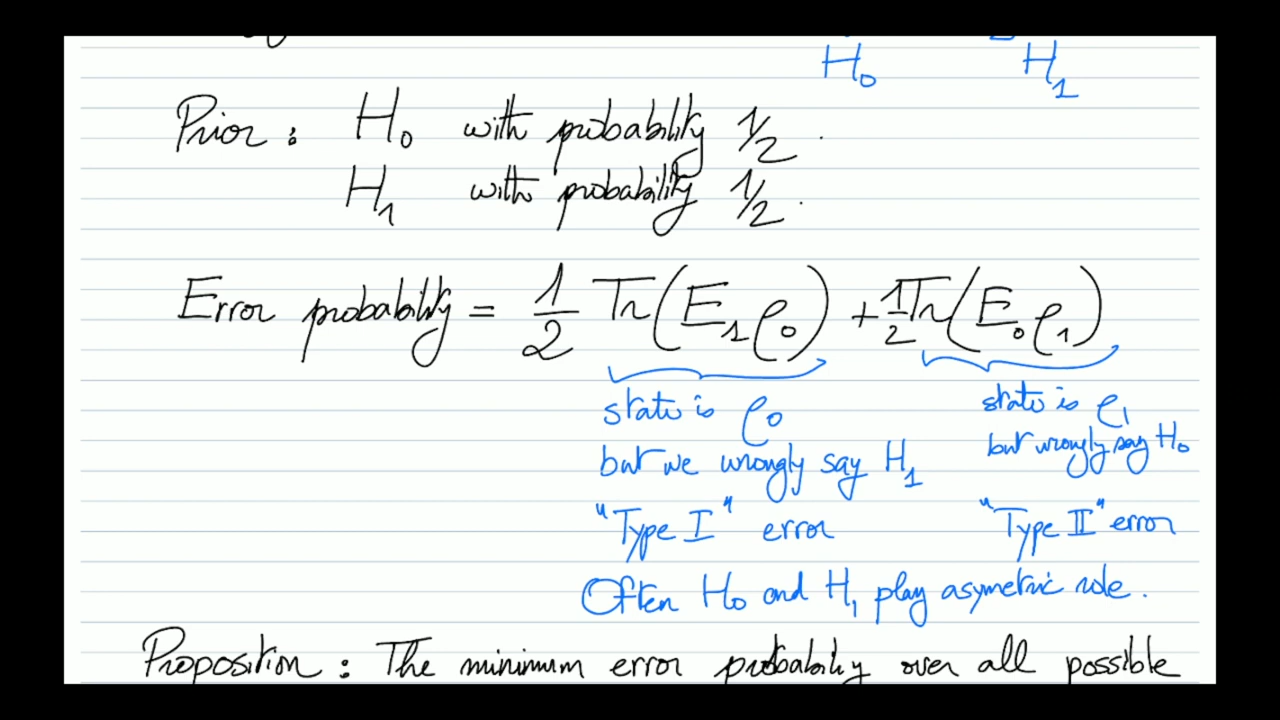 H₀ H₁
Prior : H₀ with probability 1/2 .
H₁ with probability 1/2 .
Error probability = 1/2 Tr(E₁ρ₀) + 1/2 Tr(E₀ρ₁)
state is ρ₀ state is ρ₁
but we wrongly say H₁ but wrongly say H₀
"Type I" error "Type II" error
Often H₀ and H₁ play asymetric role .
Proposition : The minimum error probability over all possible